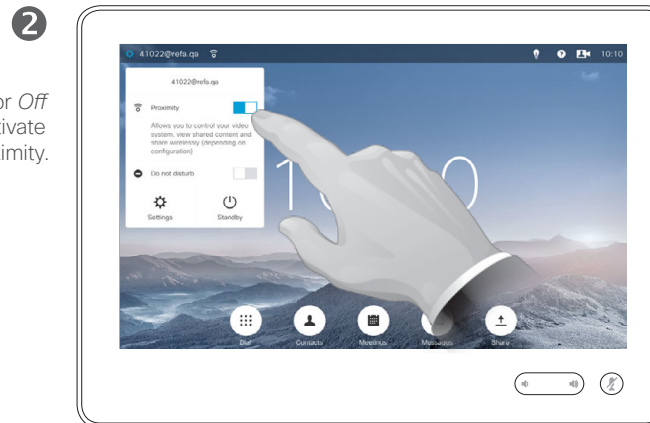 2
or Off
tivate
imity.
41022@refa.qa
10:10
41022@refa.qa
Proximity
Allows you to control your video
system, view shared content and
share wirelessly (depending on
configuration)
Do not disturb
Settings
Standby
Dial
Contacts
Meetings
Messages
Share